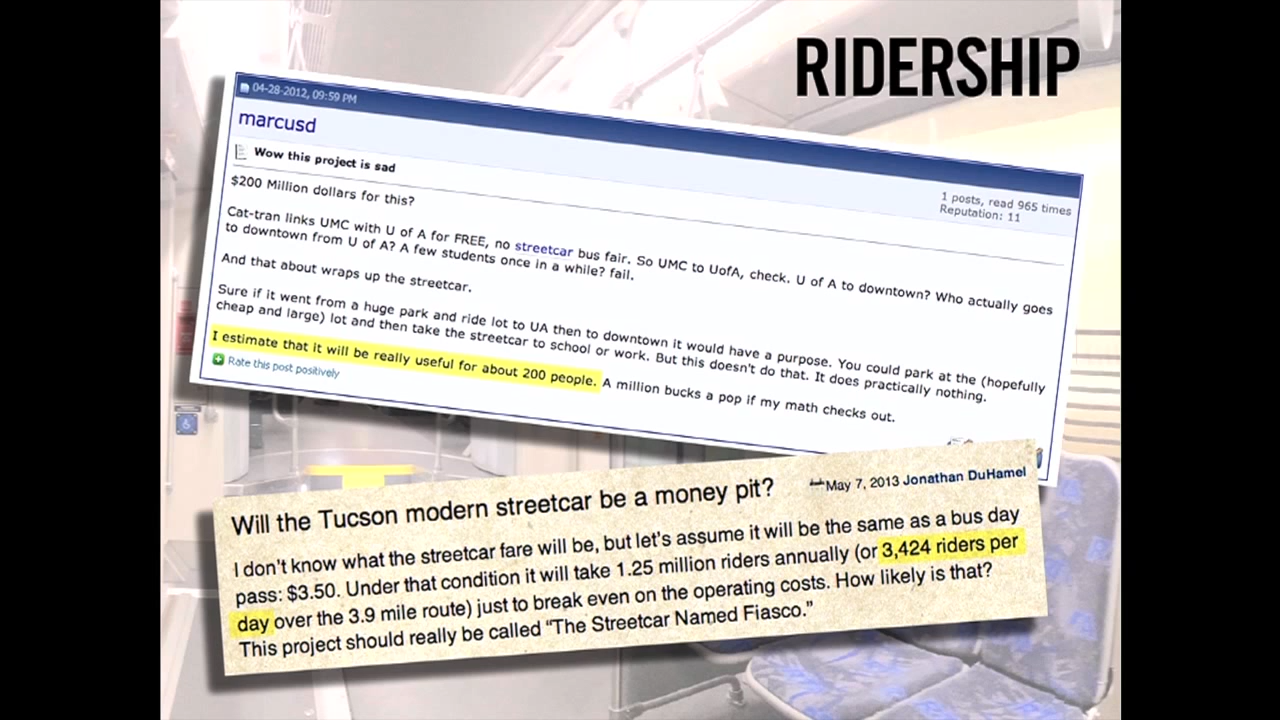 RIDERSHIP
04-28-2012, 09:59 PM
marcusd
Wow this project is sad
1 posts, read 965 times
Reputation: 11
$200 Million dollars for this?
Cat-tran links UMC with U of A for FREE, no streetcar bus fair. So UMC to UofA, check. U of A to downtown? Who actually goes
to downtown from U of A? A few students once in a while? fail.
And that about wraps up the streetcar.
Sure if it went from a huge park and ride lot to UA then to downtown it would have a purpose. You could park at the (hopefully
cheap and large) lot and then take the streetcar to school or work. But this doesn't do that. It does practically nothing.
I estimate that it will be really useful for about 200 people. A million bucks a pop if my math checks out.
Rate this post positively
Will the Tucson modern streetcar be a money pit?
May 7, 2013 Jonathan DuHamel
I don't know what the streetcar fare will be, but let's assume it will be the same as a bus day
pass: $3.50. Under that condition it will take 1.25 million riders annually (or 3,424 riders per
day over the 3.9 mile route) just to break even on the operating costs. How likely is that?
This project should really be called “The Streetcar Named Fiasco.”